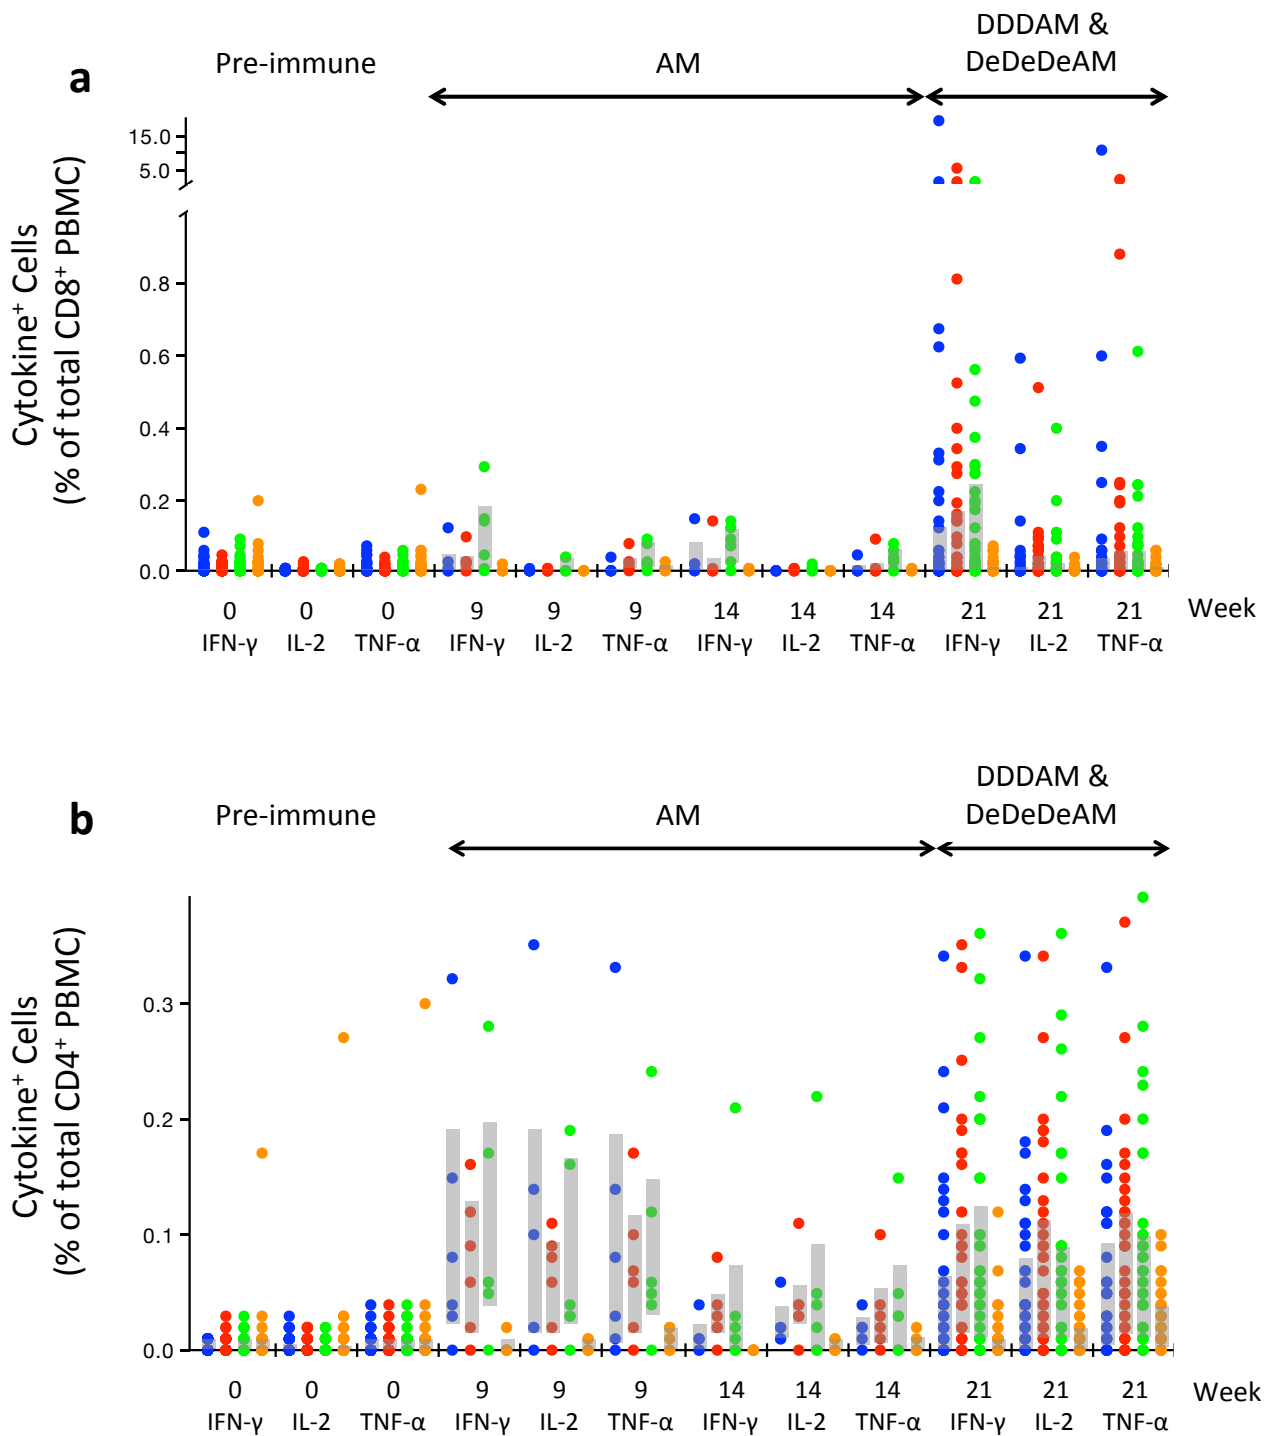 DDDAM &
Pre-immune AM DeDeDeAM
a
Cytokine⁺ Cells
(% of total CD8⁺ PBMC)
15.0
5.0
0.8
0.6
0.4
0.2
0.0
0 0 0 9 9 9 14 14 14 21 21 21 Week
IFN-γ IL-2 TNF-α IFN-γ IL-2 TNF-α IFN-γ IL-2 TNF-α IFN-γ IL-2 TNF-α
DDDAM &
Pre-immune AM DeDeDeAM
b
Cytokine⁺ Cells
(% of total CD4⁺ PBMC)
0.3
0.2
0.1
0.0
0 0 0 9 9 9 14 14 14 21 21 21 Week
IFN-γ IL-2 TNF-α IFN-γ IL-2 TNF-α IFN-γ IL-2 TNF-α IFN-γ IL-2 TNF-α